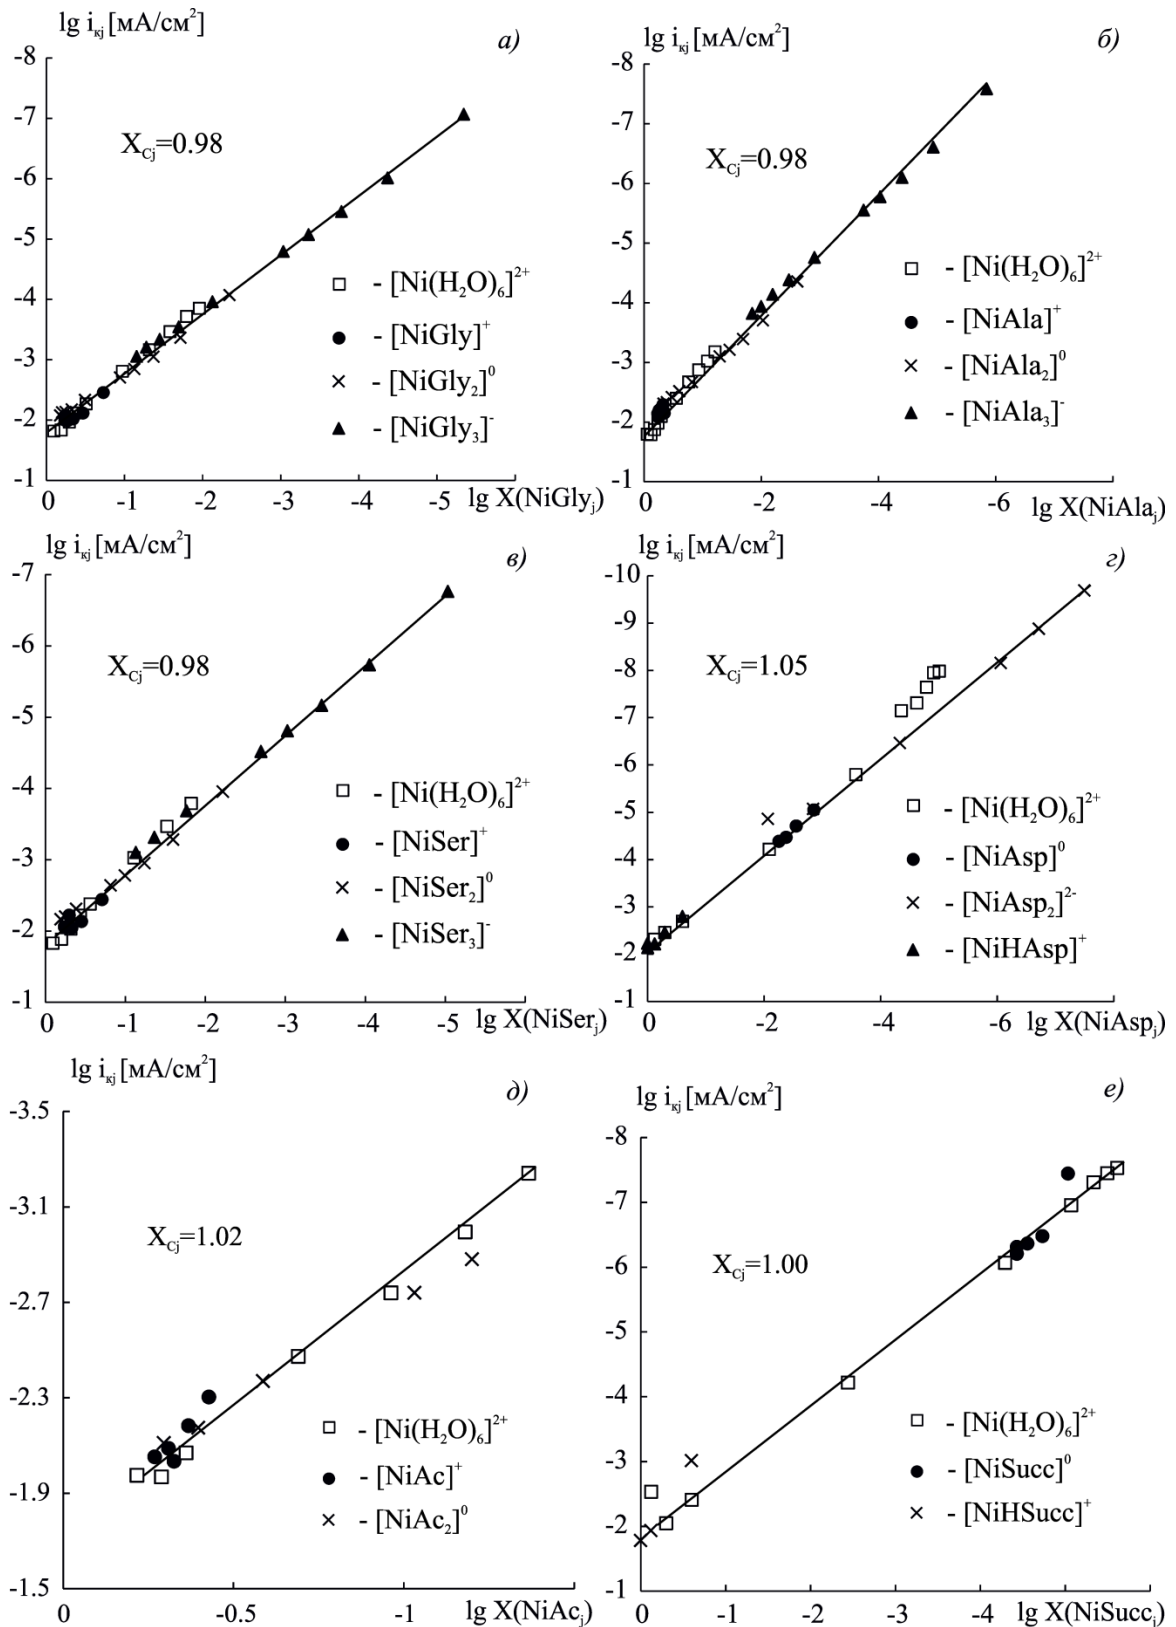 lg i кj [мА/см²]
а)
-8
-7
-6
-5
-4
-3
-2
-1
X Cj =0.98
- [Ni(H₂O)₆]²⁺
- [NiGly]⁺
- [NiGly₂]⁰
- [NiGly₃]⁻
0 -1 -2 -3 -4 -5
lg X(NiGlyⱼ)
lg i кj [мА/см²]
б)
-8
-7
-6
-5
-4
-3
-2
-1
X Cj =0.98
- [Ni(H₂O)₆]²⁺
- [NiAla]⁺
- [NiAla₂]⁰
- [NiAla₃]⁻
0 -2 -4 -6
lg X(NiAlaⱼ)
lg i кj [мА/см²]
в)
-7
-6
-5
-4
-3
-2
-1
X Cj =0.98
- [Ni(H₂O)₆]²⁺
- [NiSer]⁺
- [NiSer₂]⁰
- [NiSer₃]⁻
0 -1 -2 -3 -4 -5 lg X(NiSerⱼ)
lg i кj [мА/см²]
г)
-10
-9
-8
-7
-6
-5
-4
-3
-2
-1
X Cj =1.05
- [Ni(H₂O)₆]²⁺
- [NiAsp]⁰
- [NiAsp₂]²⁻
- [NiHAsp]⁺
0 -2 -4 -6 lg X(NiAspⱼ)
lg i кj [мА/см²]
д)
-3.5
-3.1
-2.7
-2.3
-1.9
-1.5
X Cj =1.02
- [Ni(H₂O)₆]²⁺
- [NiAc]⁺
- [NiAc₂]⁰
0 -0.5 -1 lg X(NiAcⱼ)
lg i кj [мА/см²]
е)
-8
-7
-6
-5
-4
-3
-2
-1
X Cj =1.00
- [Ni(H₂O)₆]²⁺
- [NiSucc]⁰
- [NiHSucc]⁺
0 -1 -2 -3 -4 lg X(NiSuccⱼ)